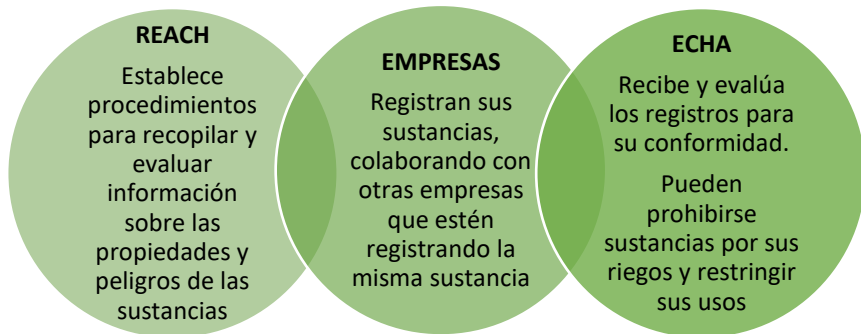 REACH
Establece
procedimientos
para recopilar y
evaluar
información
sobre las
propiedades y
peligros de las
sustancias
EMPRESAS
Registran sus
sustancias,
colaborando con
otras empresas
que estén
registrando la
misma sustancia
ECHA
Recibe y evalúa
los registros para
su conformidad.
Pueden
prohibirse
sustancias por sus
riegos y restringir
sus usos